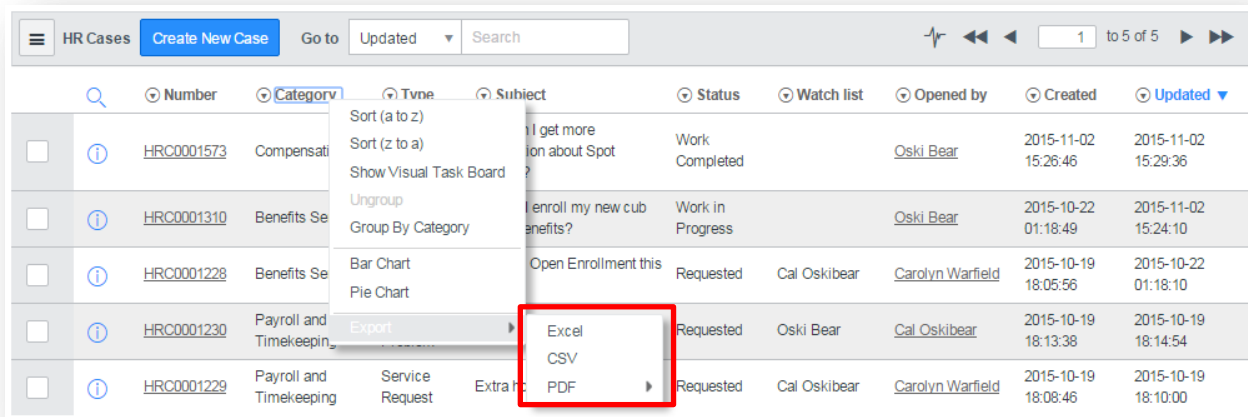 HR Cases Create New Case Go to Updated Search 1 to 5 of 5
Number Category Type Subject Status Watch list Opened by Created Updated
Sort (a to z)
Sort (z to a)
Show Visual Task Board
Ungroup
Group By Category
Bar Chart
Pie Chart
Export
Excel
CSV
PDF
HRC0001573 I get more Work Completed Oski Bear 2015-11-02 15:26:46 2015-11-02 15:29:36
about Spot
?
HRC0001310 Benefits enroll my new cub Work in Progress Oski Bear 2015-10-22 01:18:49 2015-11-02 15:24:10
?
HRC0001228 Benefits Open Enrollment this Requested Cal Oskibear Carolyn Warfield 2015-10-19 18:05:56 2015-10-22 01:18:10
HRC0001230 Payroll and Timekeeping Requested Oski Bear Cal Oskibear 2015-10-19 18:13:38 2015-10-19 18:14:54
HRC0001229 Payroll and Timekeeping Service Request Extra Requested Cal Oskibear Carolyn Warfield 2015-10-19 18:08:46 2015-10-19 18:10:00